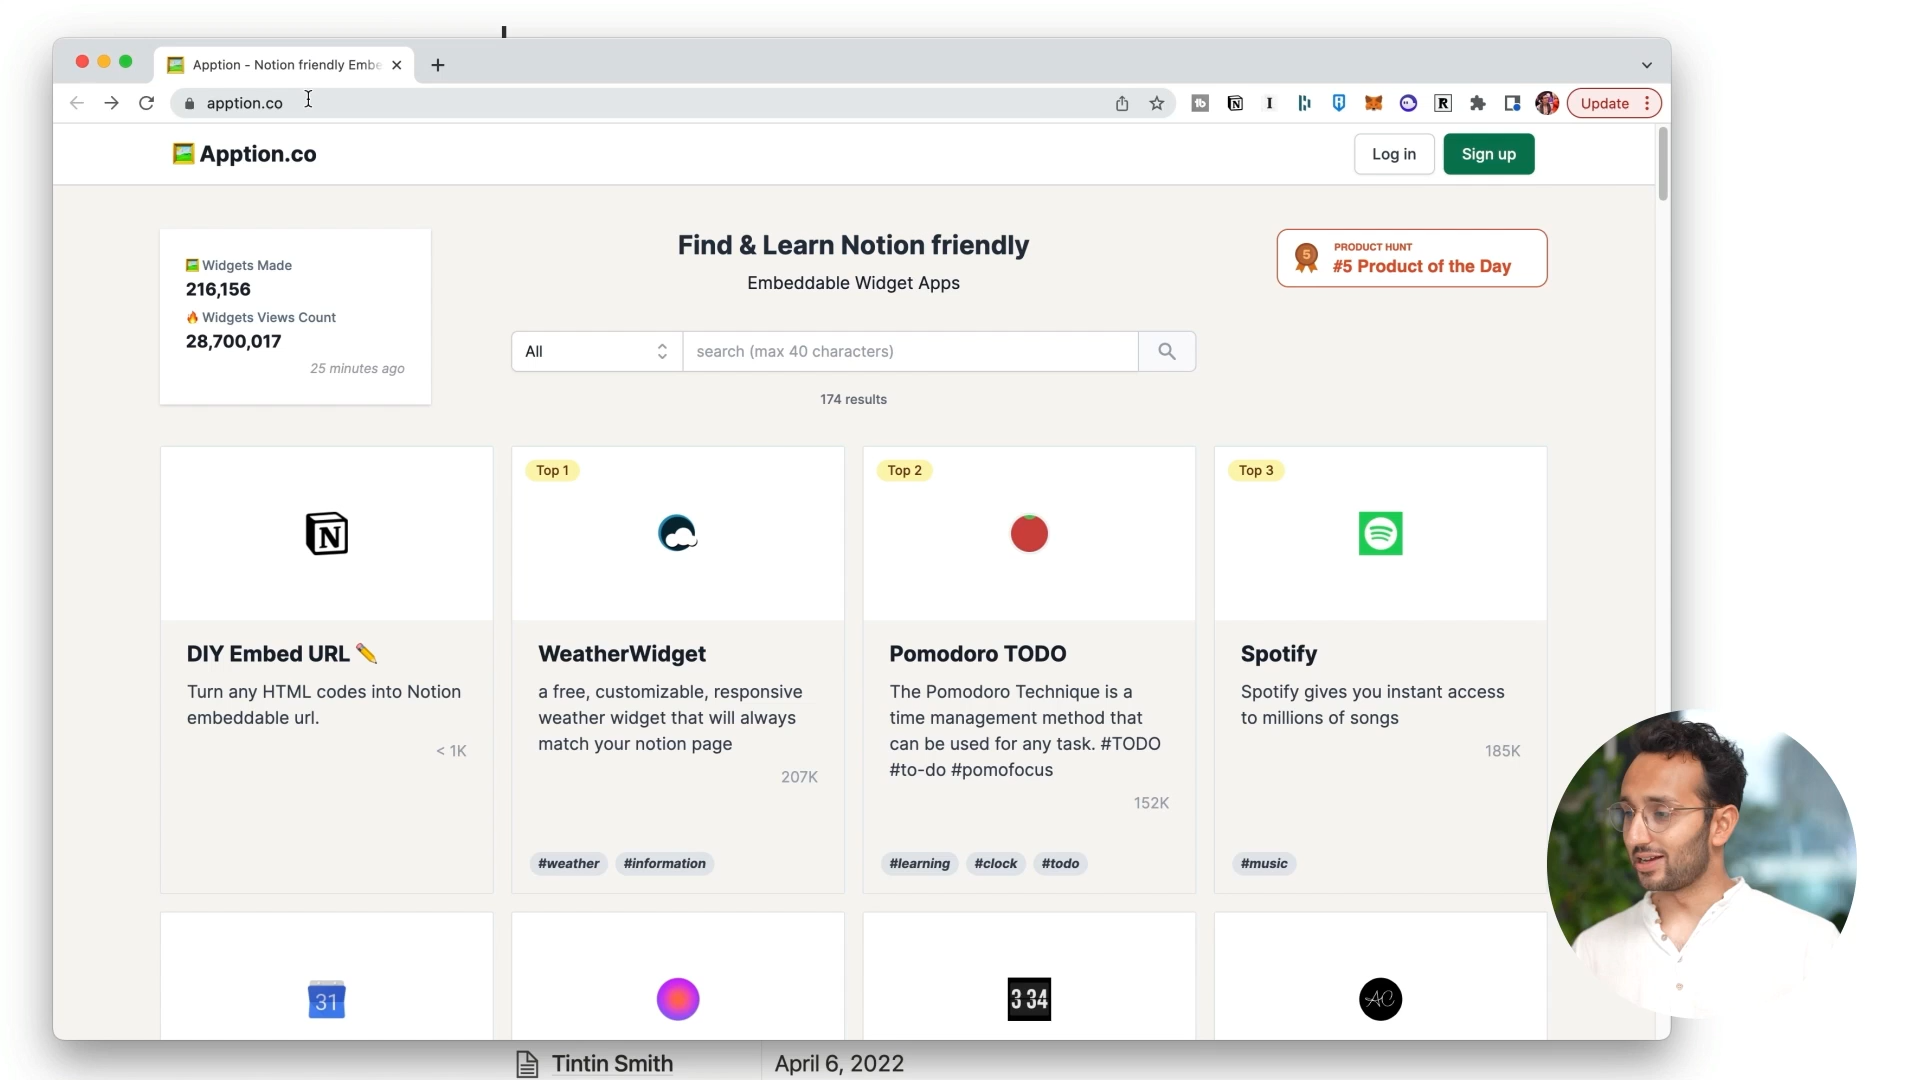 Apption - Notion friendly Embe
apption.co
Update
Apption.co
Log in
Sign up
Widgets Made
216,156
Widgets Views Count
28,700,017
25 minutes ago
Find & Learn Notion friendly
Embeddable Widget Apps
5
PRODUCT HUNT
#5 Product of the Day
All
search (max 40 characters)
174 results
N
DIY Embed URL
Turn any HTML codes into Notion
embeddable url.
< 1K
Top 1
WeatherWidget
a free, customizable, responsive
weather widget that will always
match your notion page
207K
#weather #information
Top 2
Pomodoro TODO
The Pomodoro Technique is a
time management method that
can be used for any task. #TODO
#to-do #pomofocus
152K
#learning #clock #todo
Top 3
Spotify
Spotify gives you instant access
to millions of songs
185K
#music
31
3 34
AC
Tintin Smith
April 6, 2022